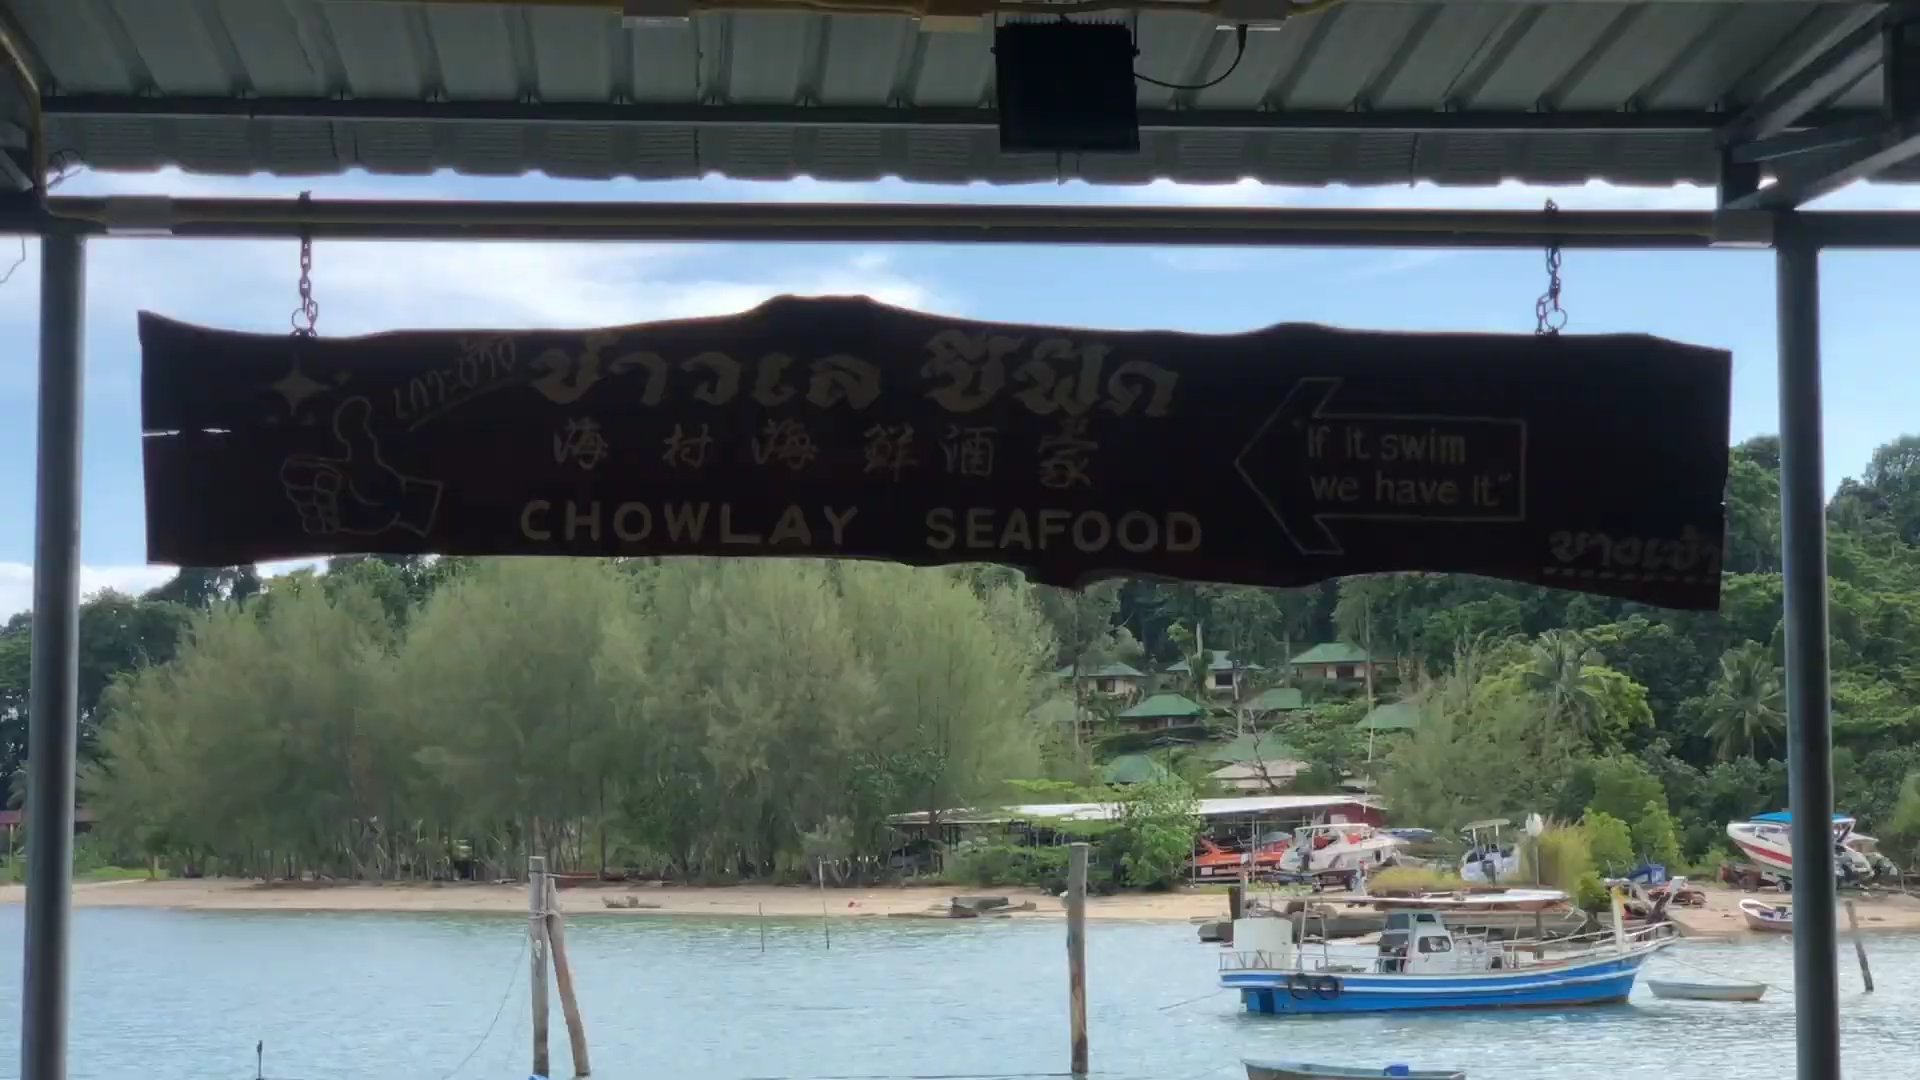 เกาะช้าง
ชาวเล ซีฟู๊ด
海村海鲜酒家
CHOWLAY SEAFOOD
"If it swim
we have it."
บางเบ้า